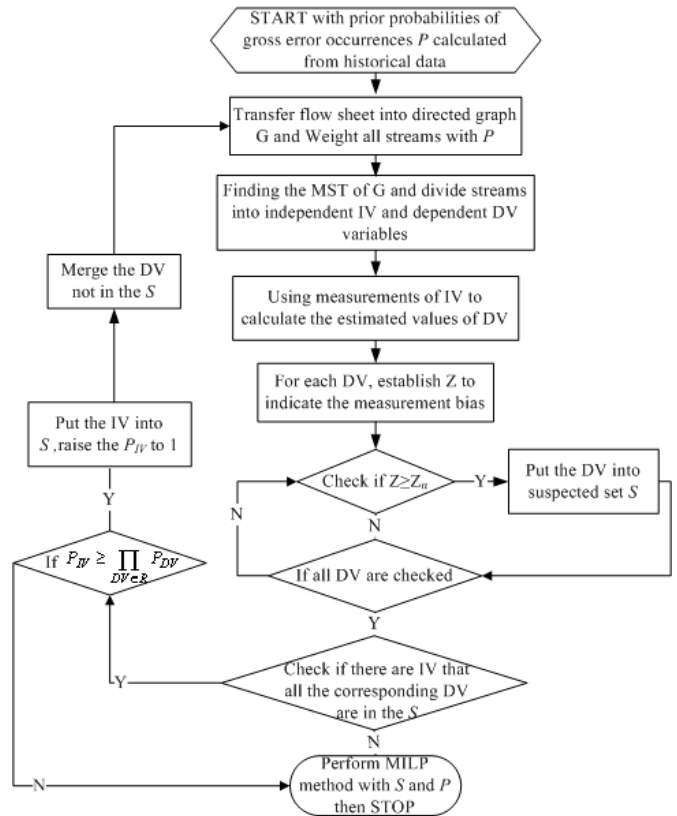 START with prior probabilities of
gross error occurrences P calculated
from historical data
Transfer flow sheet into directed graph
G and Weight all streams with P
Finding the MST of G and divide streams
into independent IV and dependent DV
variables
Merge the DV
not in the S
Using measurements of IV to
calculate the estimated values of DV
For each DV, establish Z to
indicate the measurement bias
Put the IV into
S ,raise the P_IV to 1
Check if Z≥Z_α
Y
Put the DV into
suspected set S
N
N
Y
If P_IV ≥ ∏_{DV∈R} P_DV
If all DV are checked
Y
Check if there are IV that
all the corresponding DV
are in the S
Y
N
N
Perform MILP
method with S and P
then STOP